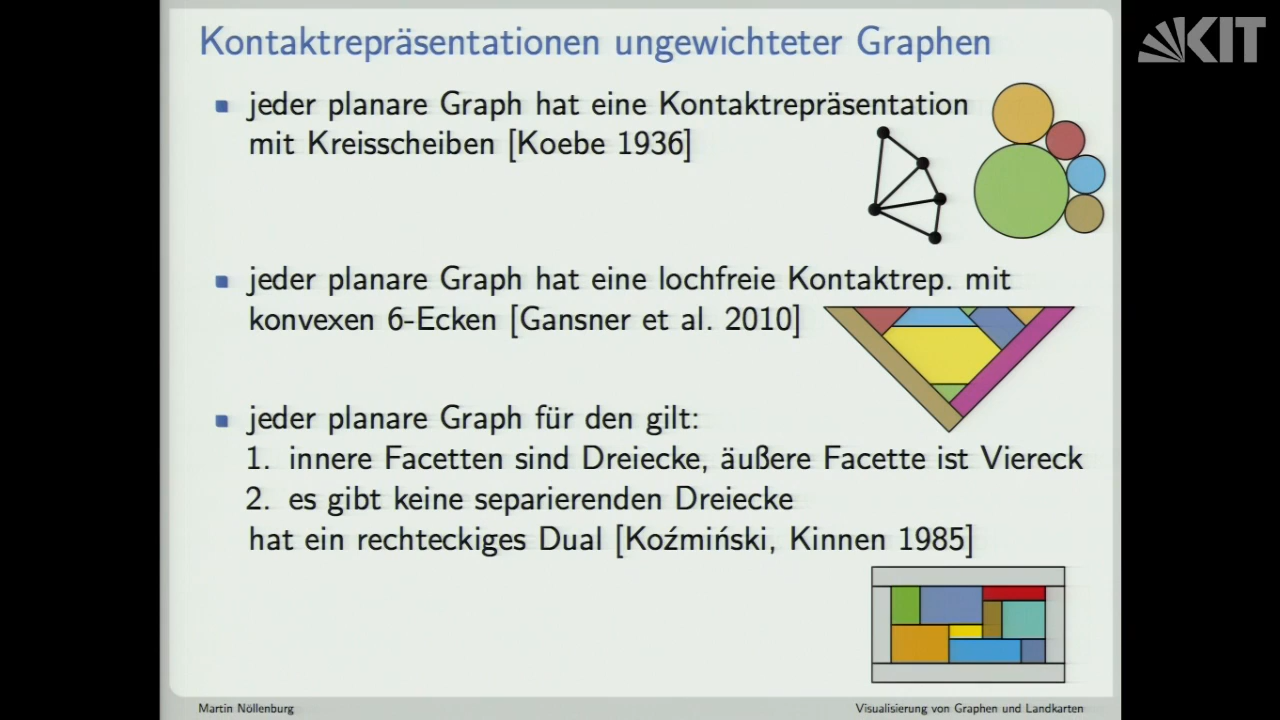 Kontaktrepräsentationen ungewichteter Graphen
KIT
jeder planare Graph hat eine Kontaktrepräsentation
mit Kreisscheiben [Koebe 1936]
jeder planare Graph hat eine lochfreie Kontaktrep. mit
konvexen 6-Ecken [Gansner et al. 2010]
jeder planare Graph für den gilt:
1. innere Facetten sind Dreiecke, äußere Facette ist Viereck
2. es gibt keine separierenden Dreiecke
hat ein rechteckiges Dual [Koźmiński, Kinnen 1985]
Martin Nöllenburg
Visualisierung von Graphen und Landkarten